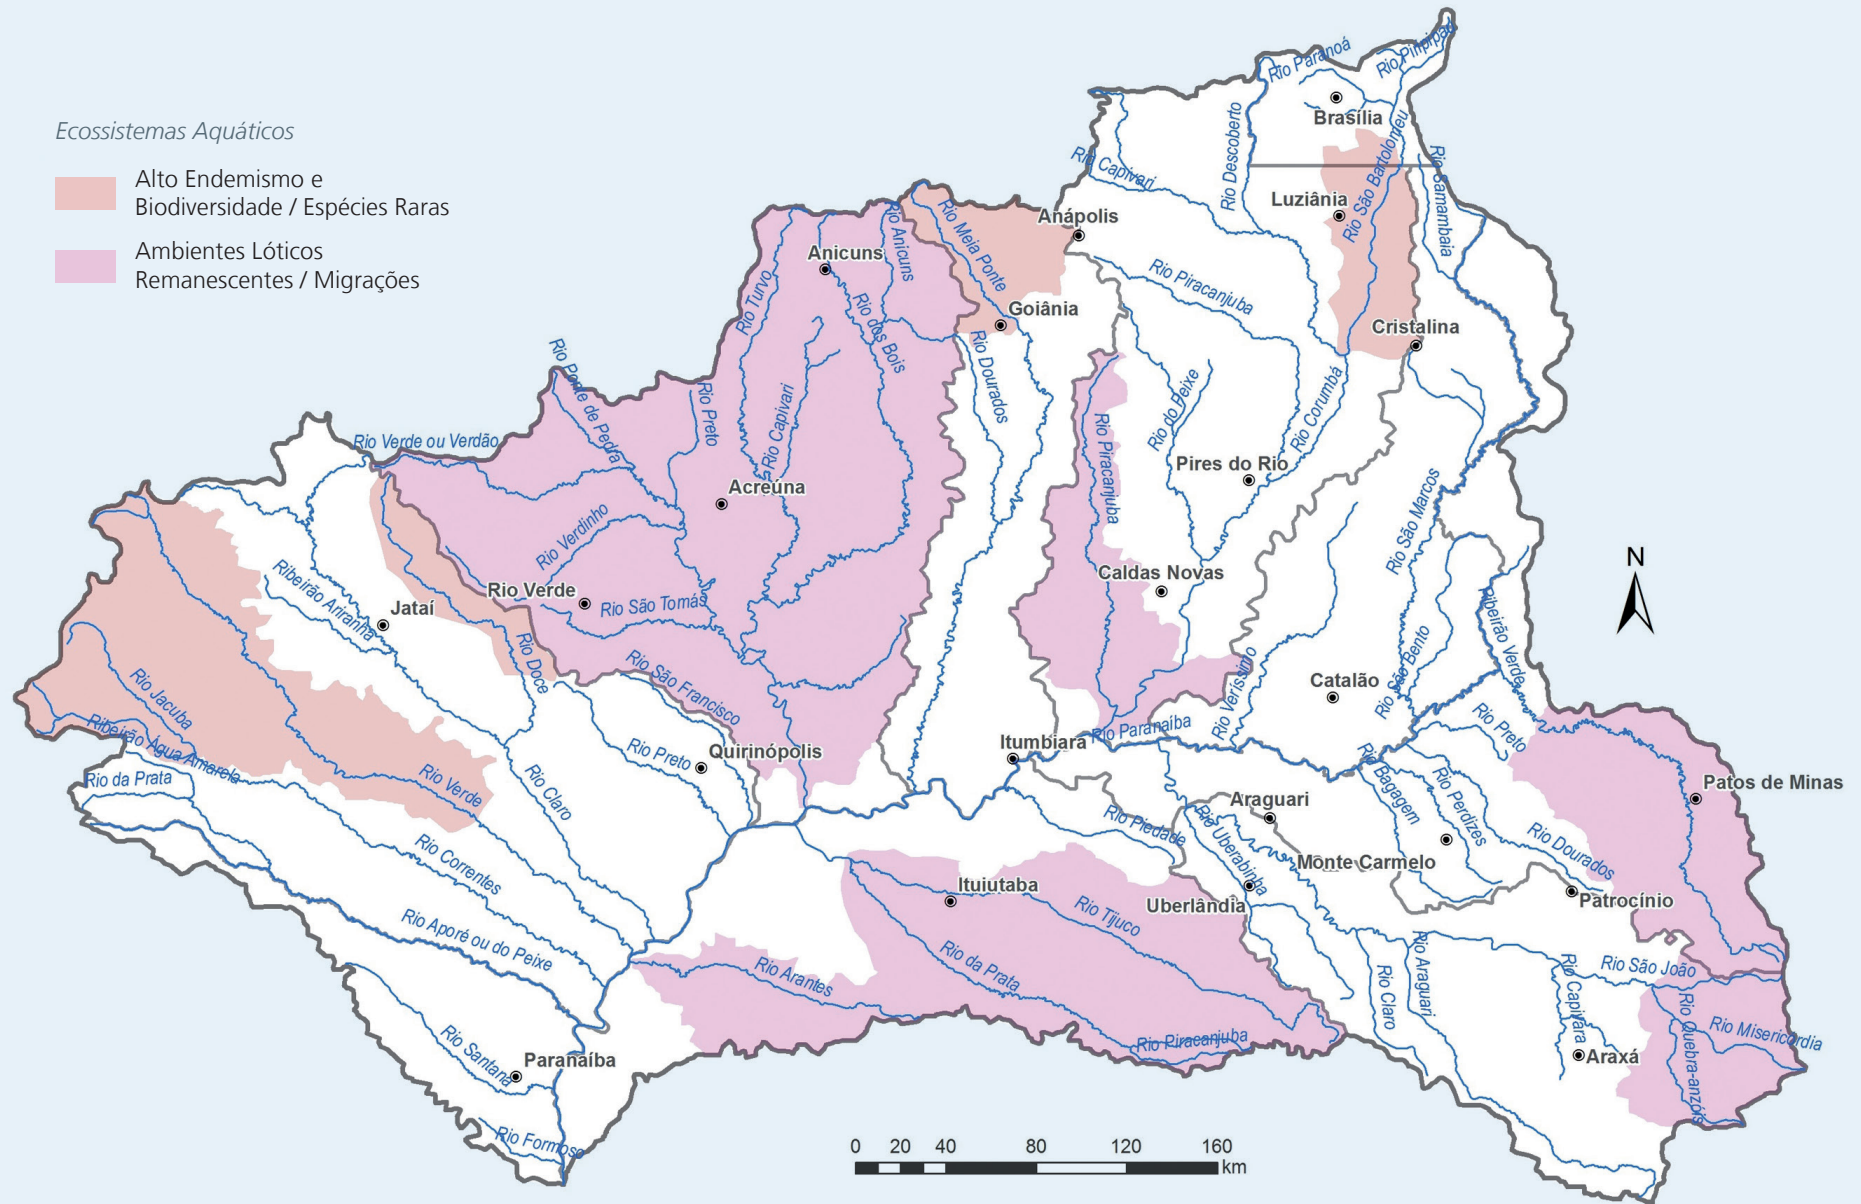 Ecossistemas Aquáticos
Alto Endemismo e
Biodiversidade / Espécies Raras
Ambientes Lóticos
Remanescentes / Migrações
Rio Paranoá
Rio Pipiripau
Brasília
Rio Descoberto
Rio São Bartolomeu
Rio Samambaia
Rio Capivari
Luziânia
Anápolis
Rio Meia Ponte
Rio Anicuns
Anicuns
Rio Turvo
Rio dos Bois
Rio Piracanjuba
Goiânia
Cristalina
Rio Dourados
Rio Ponte de Pedra
Rio Preto
Rio Capivari
Rio do Peixe
Rio Corumbá
Rio Verde ou Verdão
Rio Piracanjuba
Pires do Rio
Acreúna
Rio São Marcos
Rio Verdinho
N
Ribeirão Ariranha
Jataí
Rio Verde
Rio São Tomás
Caldas Novas
Ribeirão Verde
Rio Doce
Rio São Francisco
Rio São Bento
Catalão
Rio Veríssimo
Rio Jacuba
Ribeirão Água Amarela
Rio da Prata
Rio Preto
Quirinópolis
Rio Paranaíba
Itumbiara
Rio Preto
Rio Verde
Rio Claro
Rio Bagagem
Rio Perdizes
Patos de Minas
Araguari
Rio Piedade
Rio Uberabinha
Rio Correntes
Monte Carmelo
Rio Dourados
Ituiutaba
Uberlândia
Patrocínio
Rio Tijuco
Rio Aporé ou do Peixe
Rio Arantes
Rio da Prata
Rio Claro
Rio Araguari
Rio São João
Rio Capivara
Rio Quebra-anzóis
Rio Misericórdia
Rio Piracanjuba
Araxá
Rio Santana
Paranaíba
Rio Formoso
0 20 40 80 120 160
km